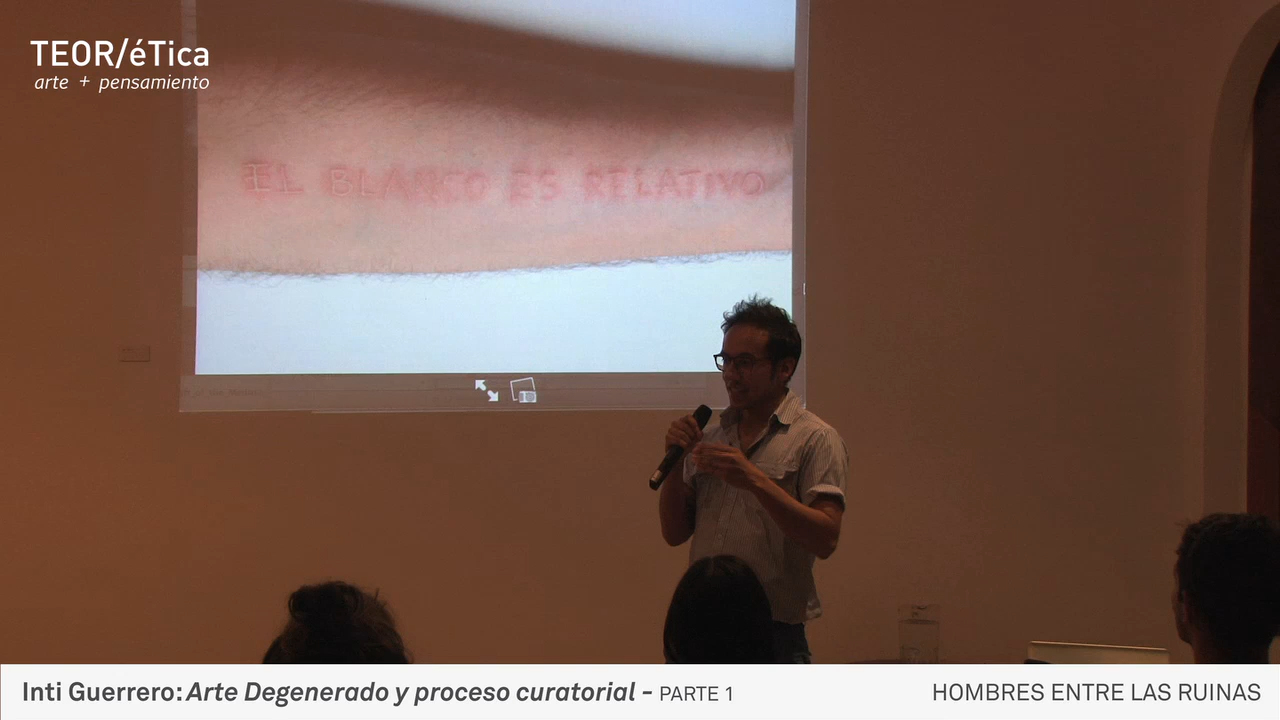 TEOR/éTica
arte + pensamiento
EL BLANCO ES RELATIVO
Inti Guerrero: Arte Degenerado y proceso curatorial - PARTE 1
HOMBRES ENTRE LAS RUINAS